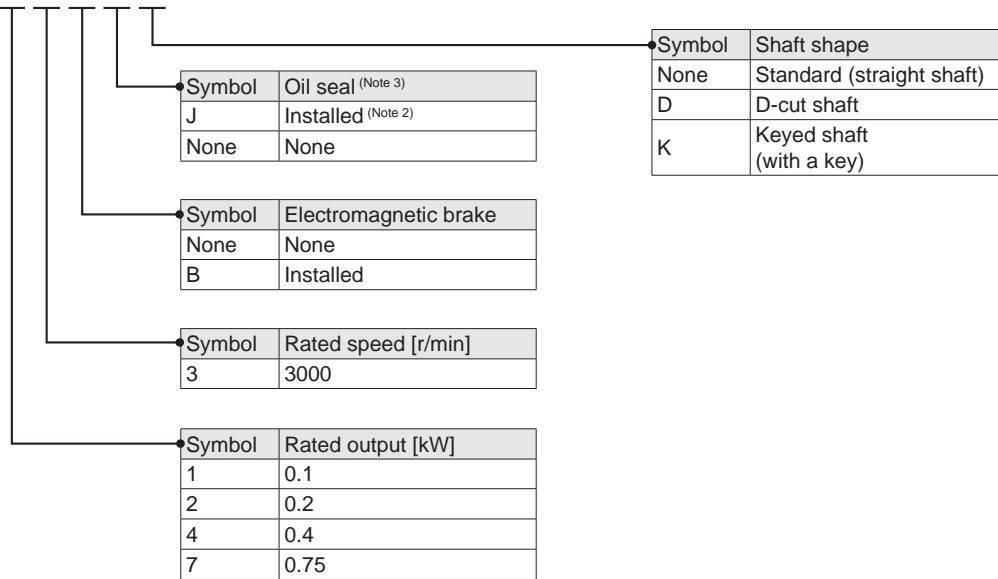 Symbol Shaft shape
None Standard (straight shaft)
D D-cut shaft
K Keyed shaft
(with a key)
Symbol Oil seal (Note 3)
J Installed (Note 2)
None None
Symbol Electromagnetic brake
None None
B Installed
Symbol Rated speed [r/min]
3 3000
Symbol Rated output [kW]
1 0.1
2 0.2
4 0.4
7 0.75